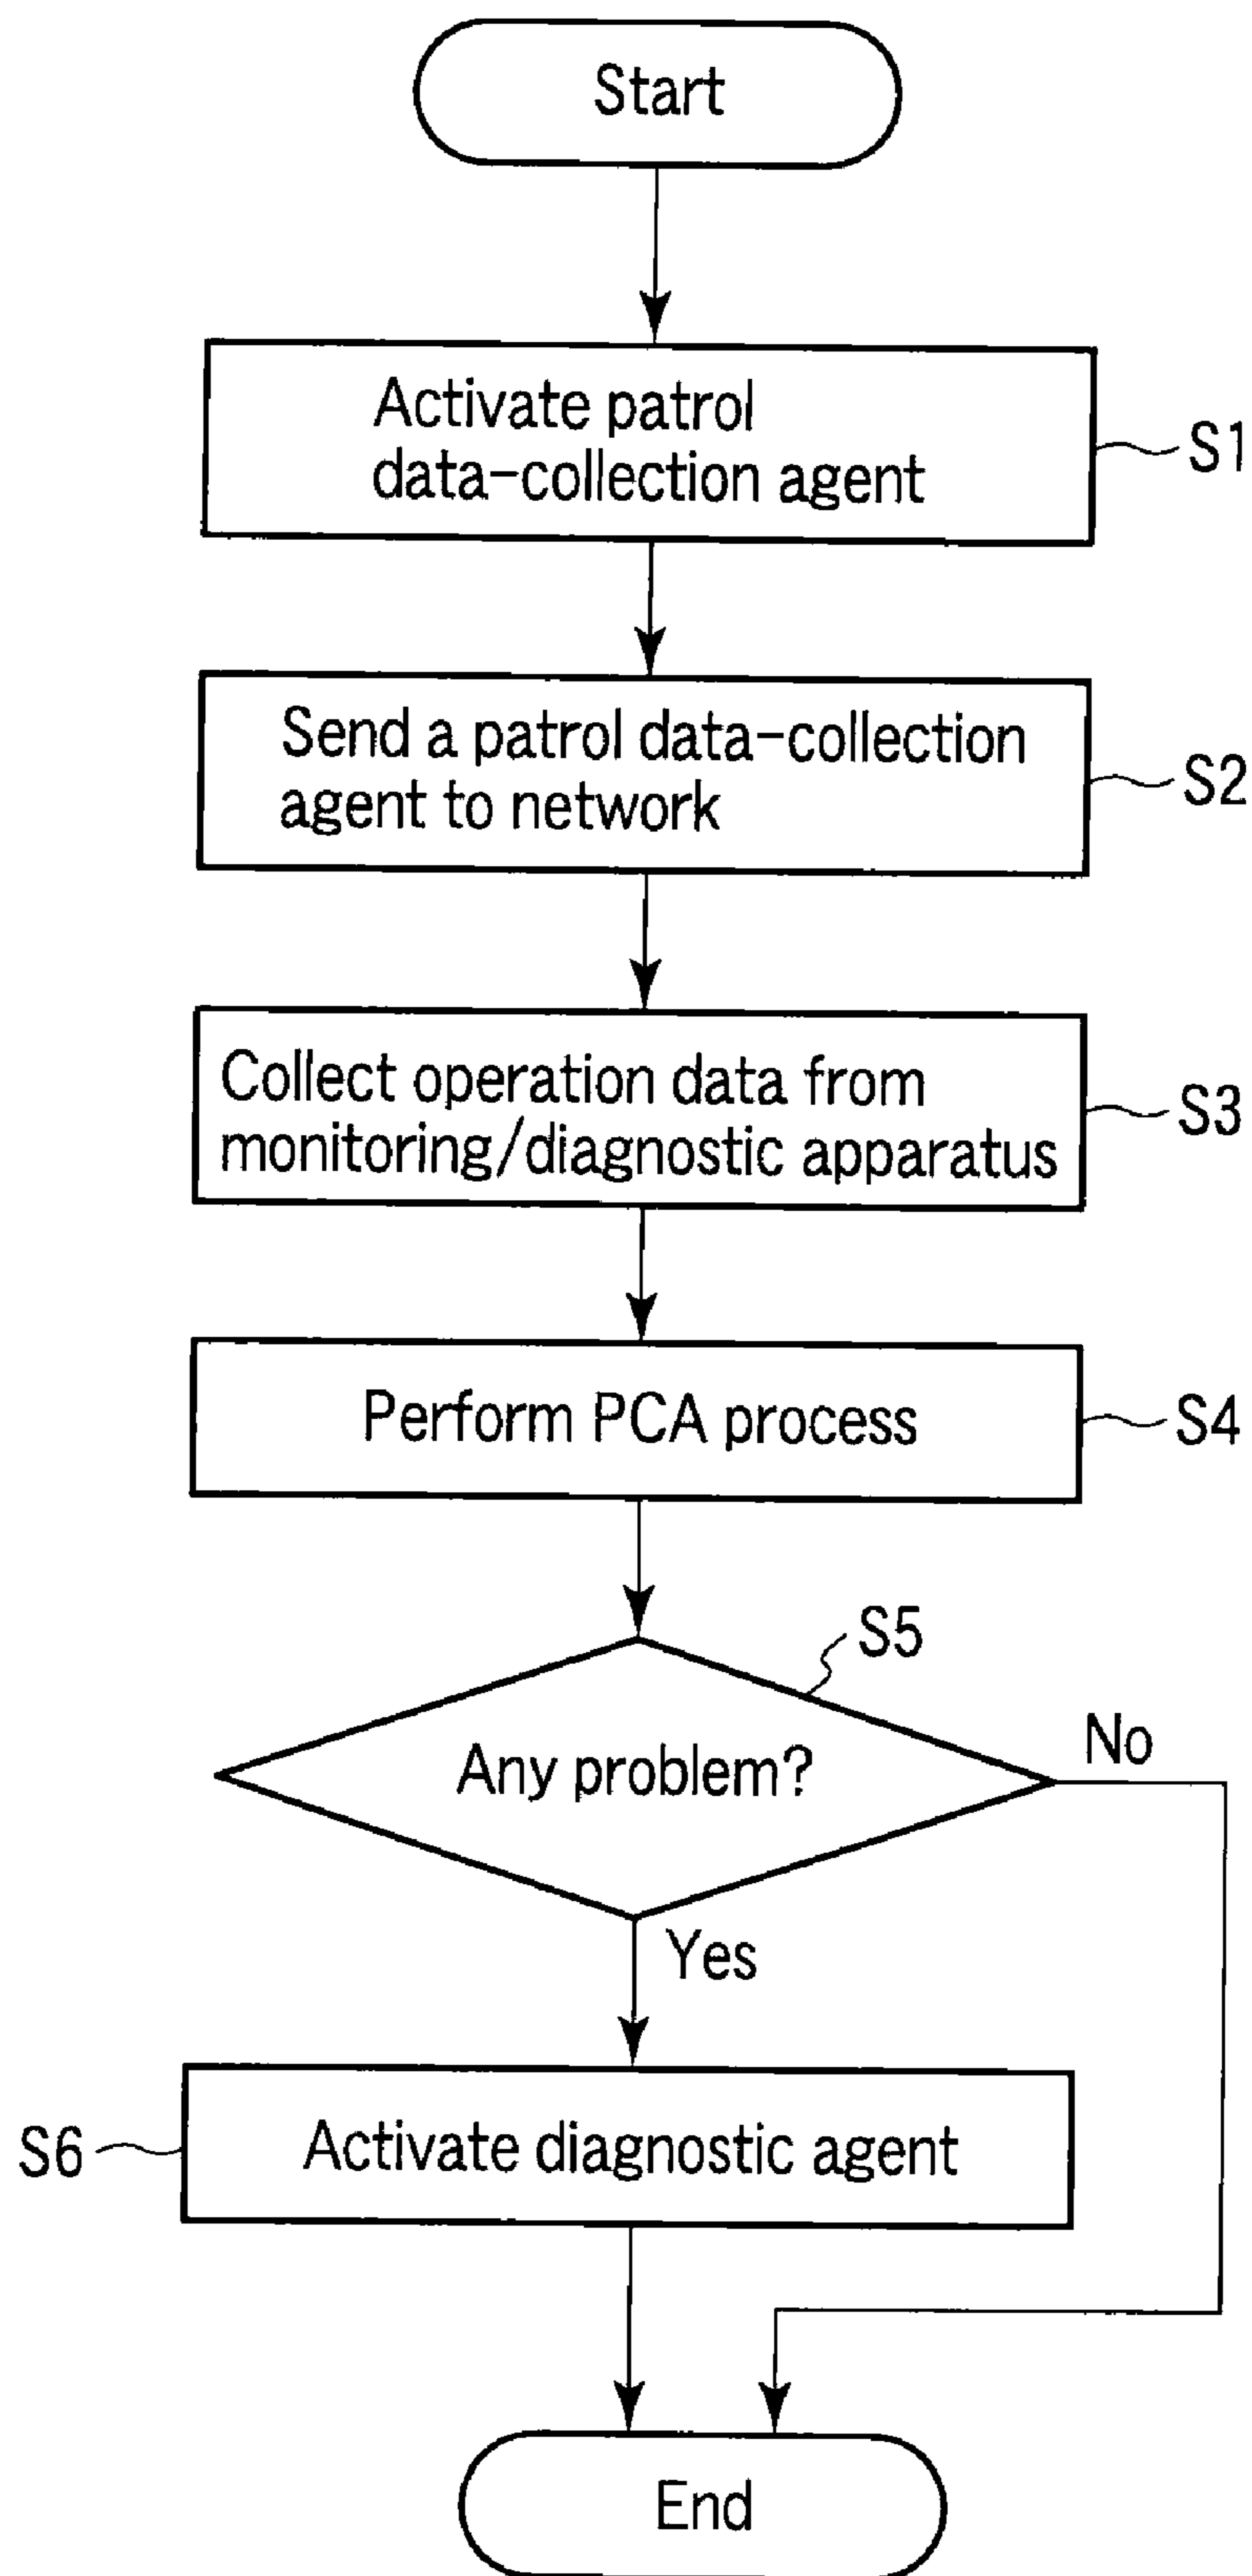 Start
Activate patrol
data-collection agent
S1
Send a patrol data-collection
agent to network
S2
Collect operation data from
monitoring/diagnostic apparatus
S3
Perform PCA process
S4
S5
Any problem?
No
Yes
S6
Activate diagnostic agent
End